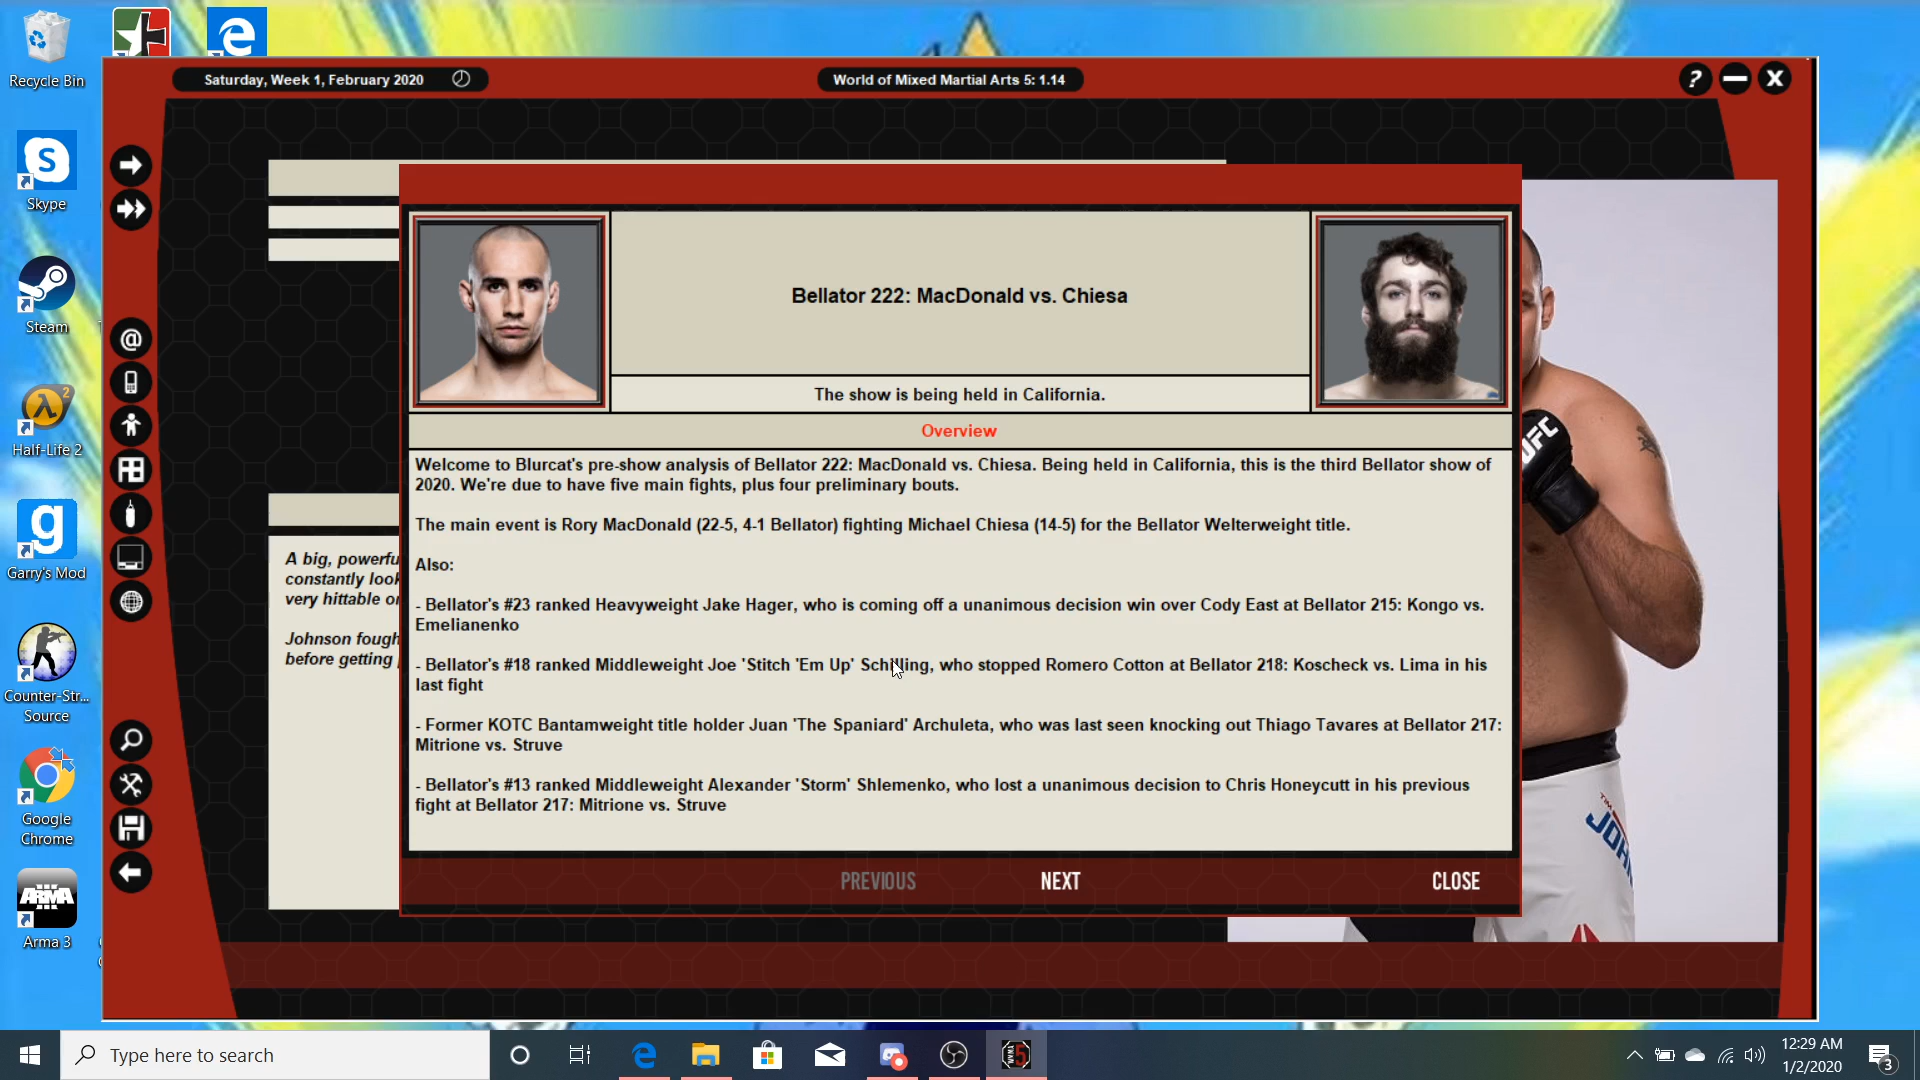 Recycle Bin
Skype
Steam
Half-Life 2
Garry's Mod
Counter-Str...
Source
Google
Chrome
Arma 3
Saturday, Week 1, February 2020
World of Mixed Martial Arts 5: 1.14
Bellator 222: MacDonald vs. Chiesa
The show is being held in California.
Overview
Welcome to Blurcat's pre-show analysis of Bellator 222: MacDonald vs. Chiesa. Being held in California, this is the third Bellator show of
2020. We're due to have five main fights, plus four preliminary bouts.
The main event is Rory MacDonald (22-5, 4-1 Bellator) fighting Michael Chiesa (14-5) for the Bellator Welterweight title.
Also:
- Bellator's #23 ranked Heavyweight Jake Hager, who is coming off a unanimous decision win over Cody East at Bellator 215: Kongo vs.
Emelianenko
- Bellator's #18 ranked Middleweight Joe 'Stitch 'Em Up' Schilling, who stopped Romero Cotton at Bellator 218: Koscheck vs. Lima in his
last fight
- Former KOTC Bantamweight title holder Juan 'The Spaniard' Archuleta, who was last seen knocking out Thiago Tavares at Bellator 217:
Mitrione vs. Struve
- Bellator's #13 ranked Middleweight Alexander 'Storm' Shlemenko, who lost a unanimous decision to Chris Honeycutt in his previous
fight at Bellator 217: Mitrione vs. Struve
PREVIOUS
NEXT
CLOSE
A big, powerfu
constantly look
very hittable o
Johnson fough
before getting
UFC
TIM
JOHN
ARMA
Type here to search
12:29 AM
1/2/2020
3